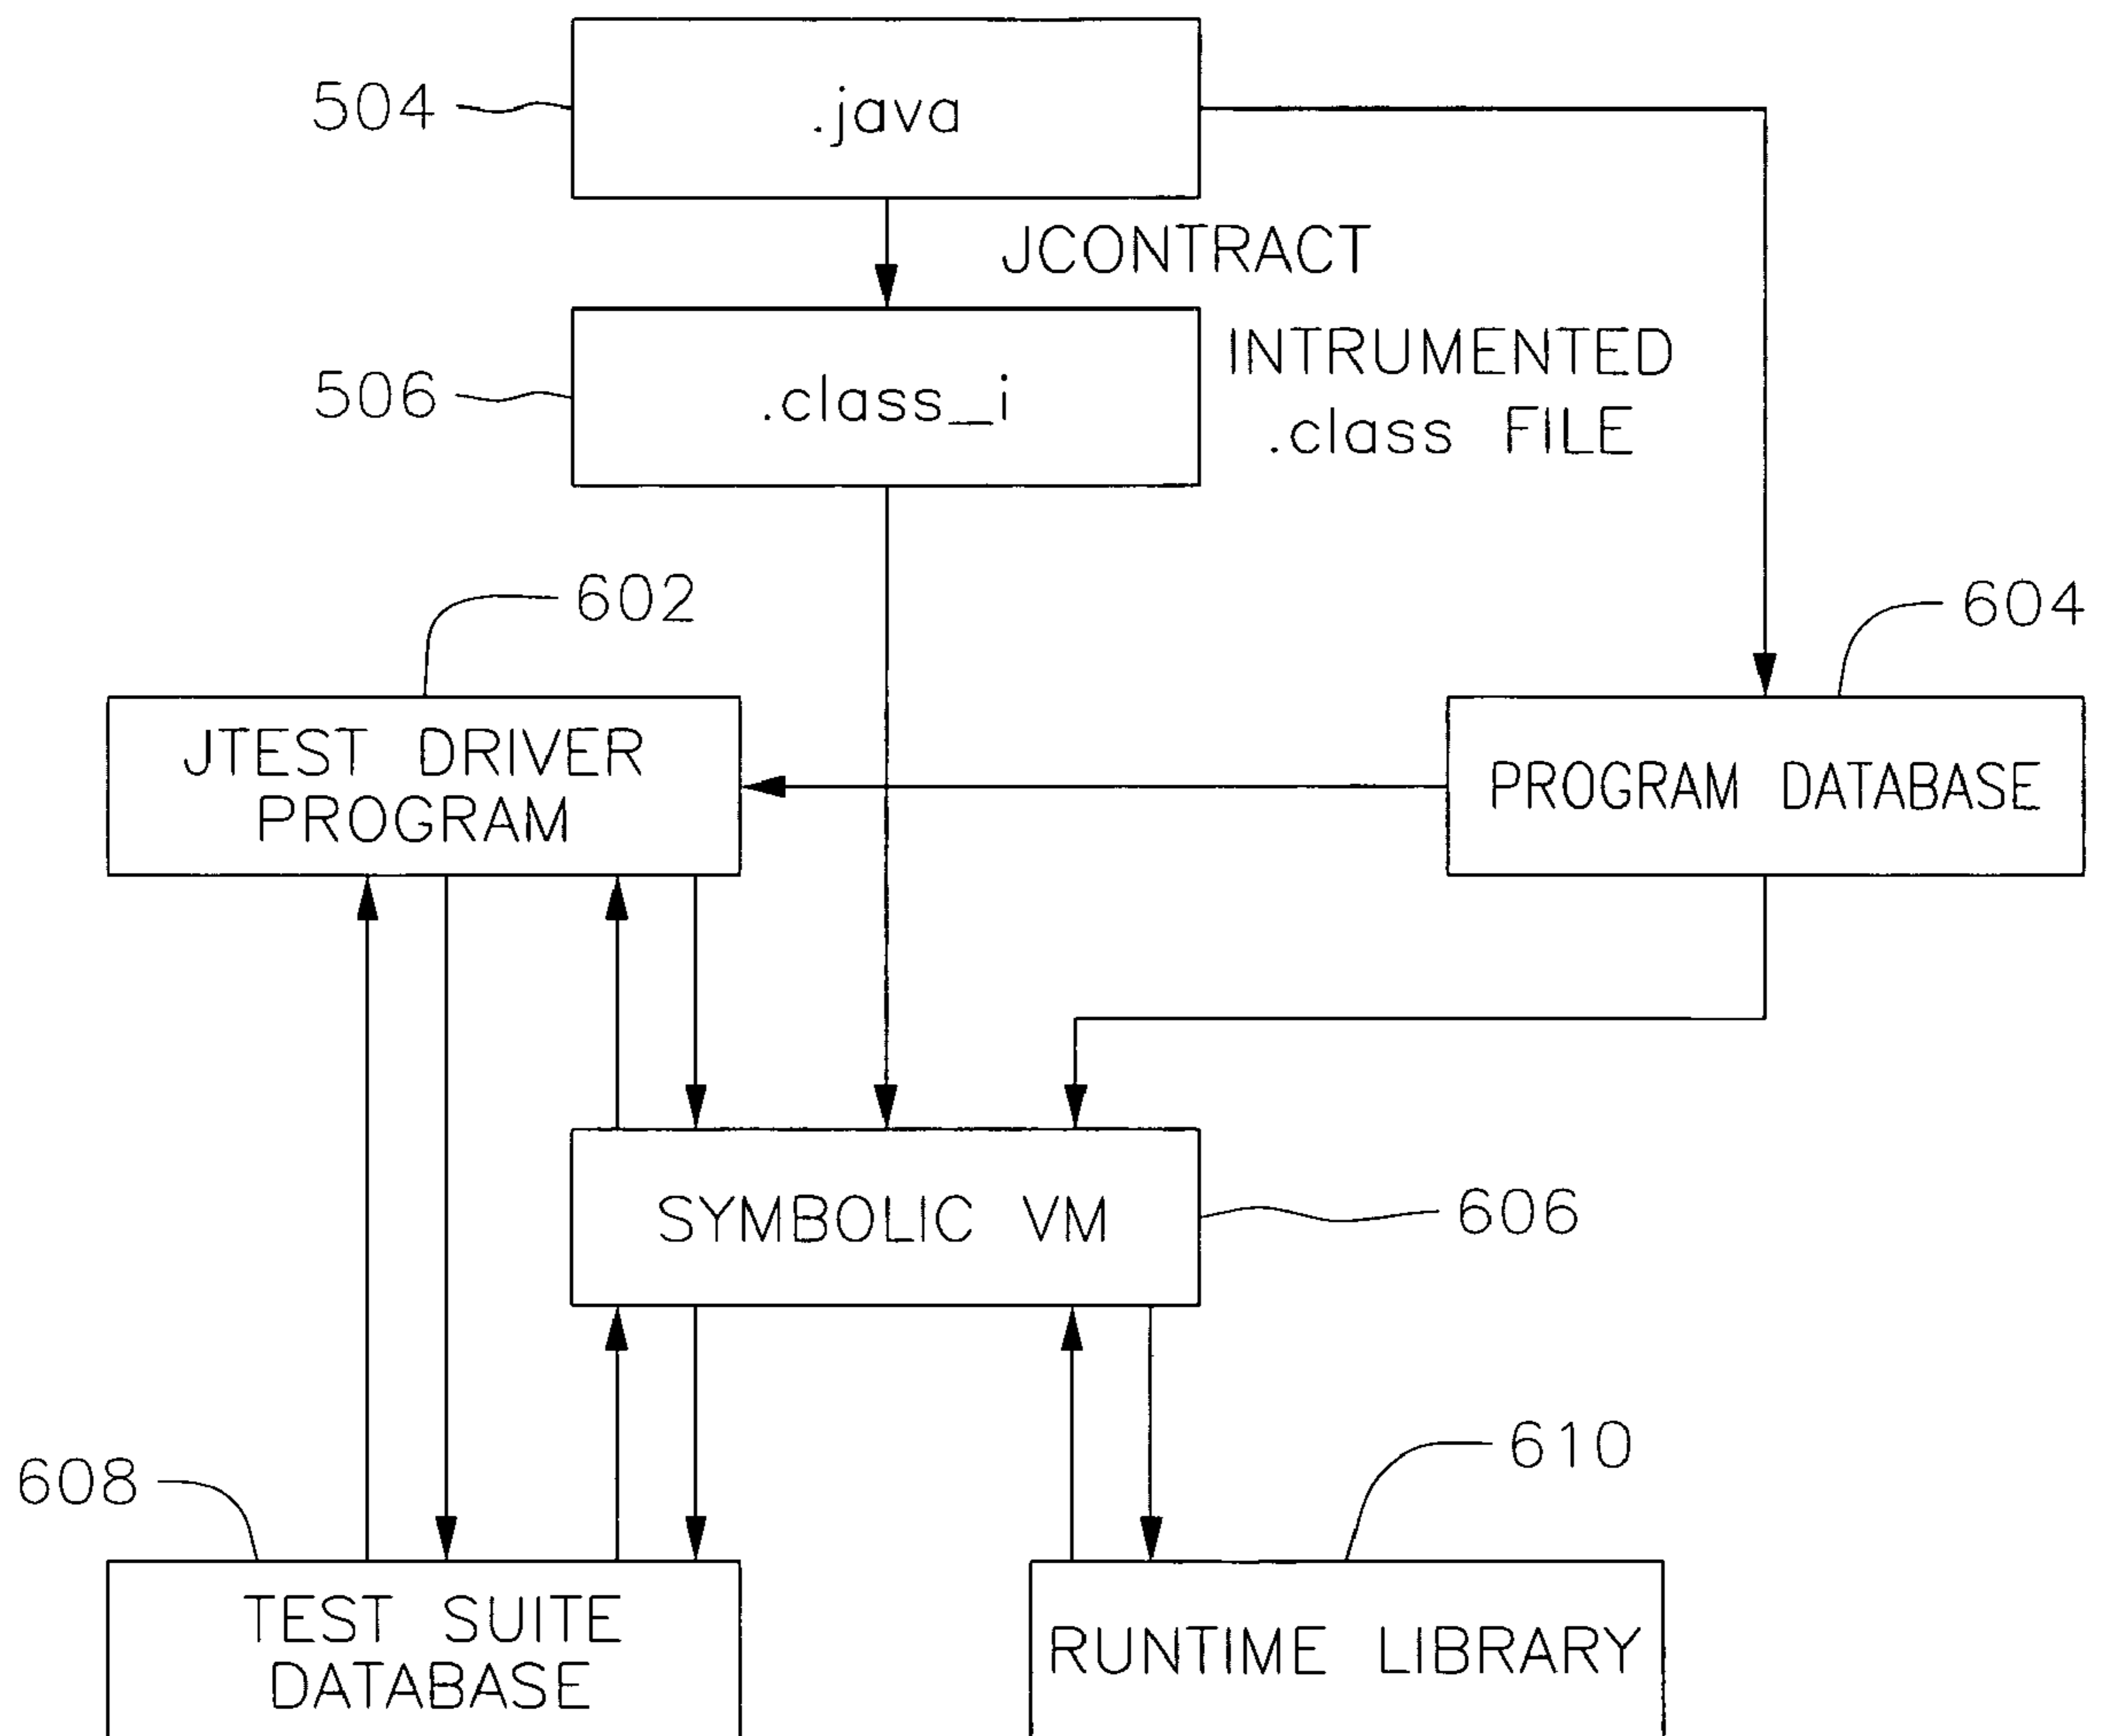 504
.java
JCONTRACT
INTRUMENTED
.class FILE
506
.class_i
602
604
JTEST DRIVER
PROGRAM
PROGRAM DATABASE
SYMBOLIC VM
606
608
610
TEST SUITE
DATABASE
RUNTIME LIBRARY